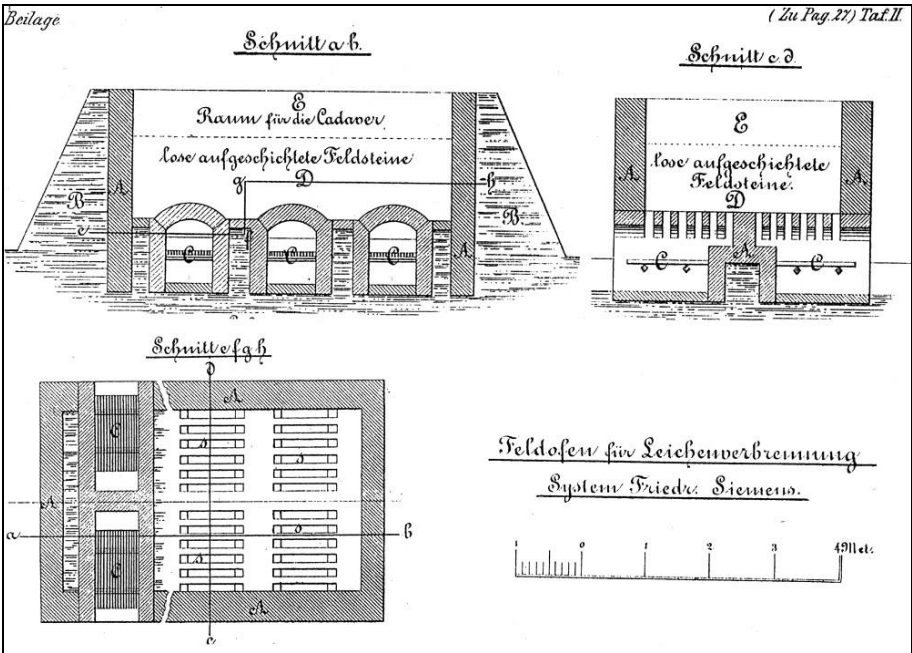 Beilage
(Zu Pag. 27) Taf. II.
Schnitt a b.
E
Raum für die Cadaver
lose aufgeschichtete Feldsteine
g D h
A
B
e f
B
A
C C C
Schnitt c d.
E
lose aufgeschichtete
Feldsteine.
D
A A
A
C C
Schnitt e f g h
D
A
C
s
s
A
a b
s
C
s
A
c
Feldofen für Leichenverbrennung
System Friedr. Siemens.
1 0 1 2 3 4 Met.